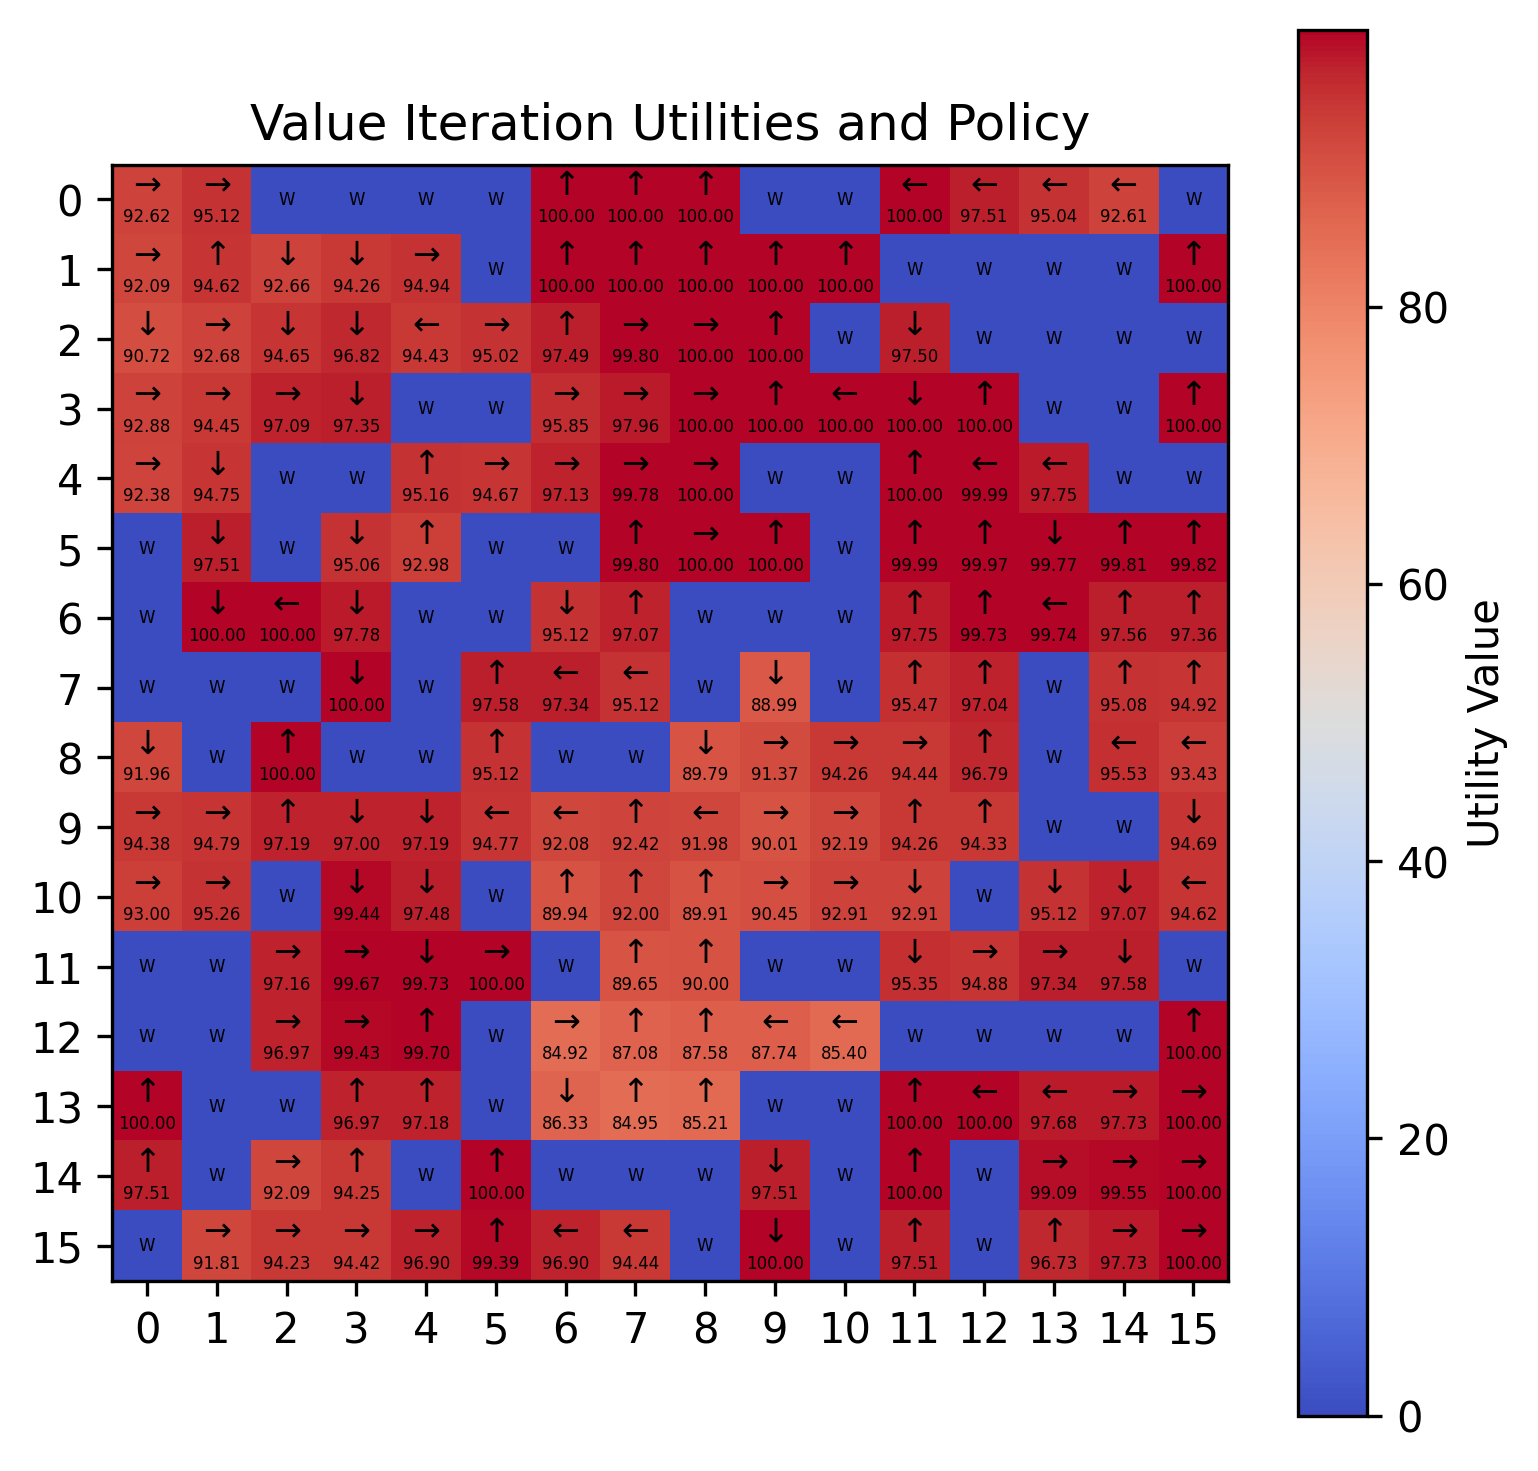 Value Iteration Utilities and Policy
0 → → W W W W ↑ ↑ ↑ W W ← ← ← ← W
92.62 95.12 100.00 100.00 100.00 100.00 97.51 95.04 92.61
1 → ↑ ↓ ↓ → W ↑ ↑ ↑ ↑ ↑ W W W W ↑
92.09 94.62 92.66 94.26 94.94 100.00 100.00 100.00 100.00 100.00 100.00
2 ↓ → ↓ ↓ ← → ↑ → → ↑ W ↓ W W W W
90.72 92.68 94.65 96.82 94.43 95.02 97.49 99.80 100.00 100.00 97.50
3 → → → ↓ W W → → → ↑ ← ↓ ↑ W W ↑
92.88 94.45 97.09 97.35 95.85 97.96 100.00 100.00 100.00 100.00 100.00 100.00
4 → ↓ W W ↑ → → → → W W ↑ ← ← W W
92.38 94.75 95.16 94.67 97.13 99.78 100.00 100.00 99.99 97.75
5 W ↓ W ↓ ↑ W W ↑ → ↑ W ↑ ↑ ↓ ↑ ↑
97.51 95.06 92.98 99.80 100.00 100.00 99.99 99.97 99.77 99.81 99.82
6 W ↓ ← ↓ W W ↓ ↑ W W W ↑ ↑ ← ↑ ↑
100.00 100.00 97.78 95.12 97.07 97.75 99.73 99.74 97.56 97.36
7 W W W ↓ W ↑ ← ← W ↓ W ↑ ↑ W ↑ ↑
100.00 97.58 97.34 95.12 88.99 95.47 97.04 95.08 94.92
8 ↓ W ↑ W W ↑ W W ↓ → → → ↑ W ← ←
91.96 100.00 95.12 89.79 91.37 94.26 94.44 96.79 95.53 93.43
9 → → ↑ ↓ ↓ ← ← ↑ ← → → ↑ ↑ W W ↓
94.38 94.79 97.19 97.00 97.19 94.77 92.08 92.42 91.98 90.01 92.19 94.26 94.33 94.69
10 → → W ↓ ↓ W ↑ ↑ ↑ → → ↓ W ↓ ↓ ←
93.00 95.26 99.44 97.48 89.94 92.00 89.91 90.45 92.91 92.91 95.12 97.07 94.62
11 W W → → ↓ → W ↑ ↑ W W ↓ → → ↓ W
97.16 99.67 99.73 100.00 89.65 90.00 95.35 94.88 97.34 97.58
12 W W → → ↑ W → ↑ ↑ ← ← W W W W ↑
96.97 99.43 99.70 84.92 87.08 87.58 87.74 85.40 100.00
13 ↑ W W ↑ ↑ W ↓ ↑ ↑ W W ↑ ← ← → →
100.00 96.97 97.18 86.33 84.95 85.21 100.00 100.00 97.68 97.73 100.00
14 ↑ W → ↑ W ↑ W W W ↓ W ↑ W → → →
97.51 92.09 94.25 100.00 97.51 100.00 99.09 99.55 100.00
15 W → → → → ↑ ← ← W ↓ W ↑ W ↑ → →
91.81 94.23 94.42 96.90 99.39 96.90 94.44 100.00 97.51 96.73 97.73 100.00
0 1 2 3 4 5 6 7 8 9 10 11 12 13 14 15
80
60
40
20
0
Utility Value